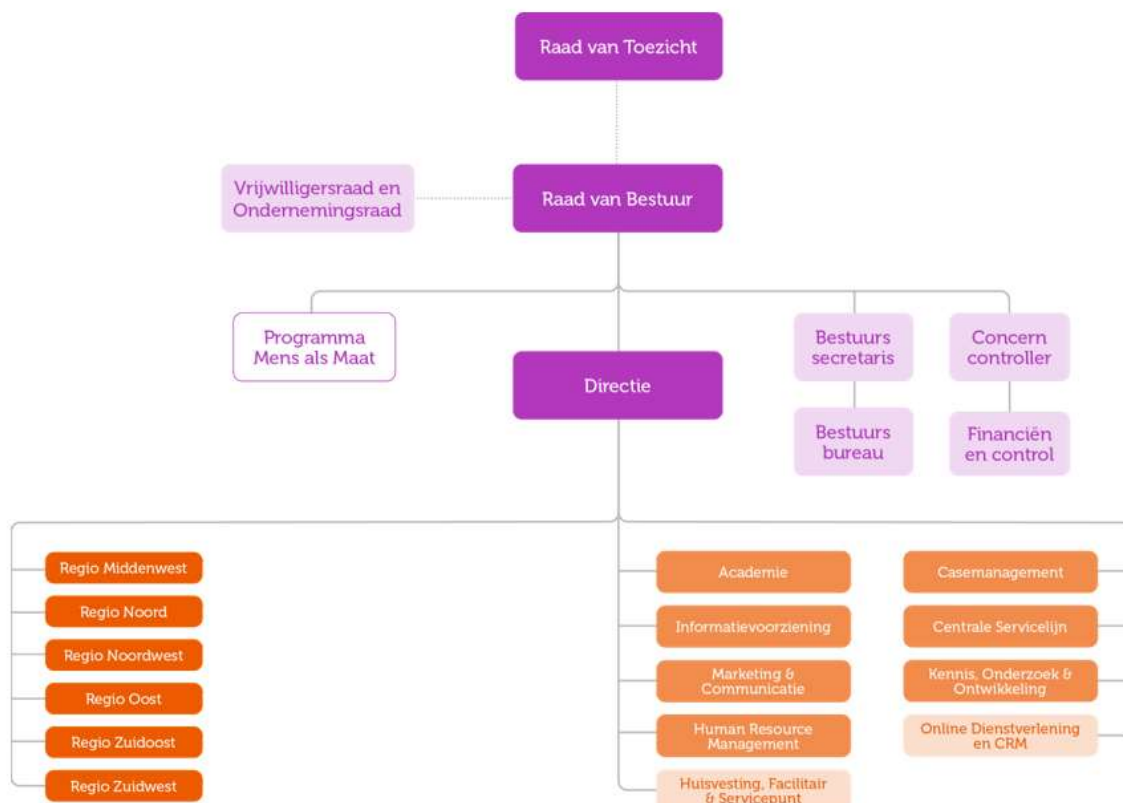 Raad van Toezicht
Vrijwilligersraad en
Ondernemingsraad
Raad van Bestuur
Programma
Mens als Maat
Directie
Bestuurs
secretaris
Concern
controller
Bestuurs
bureau
Financiën
en control
Regio Middenwest
Regio Noord
Regio Noordwest
Regio Oost
Regio Zuidoost
Regio Zuidwest
Academie
Informatievoorziening
Marketing &
Communicatie
Human Resource
Management
Huisvesting, Facilitair
& Servicepunt
Casemanagement
Centrale Servicelijn
Kennis, Onderzoek &
Ontwikkeling
Online Dienstverlening
en CRM